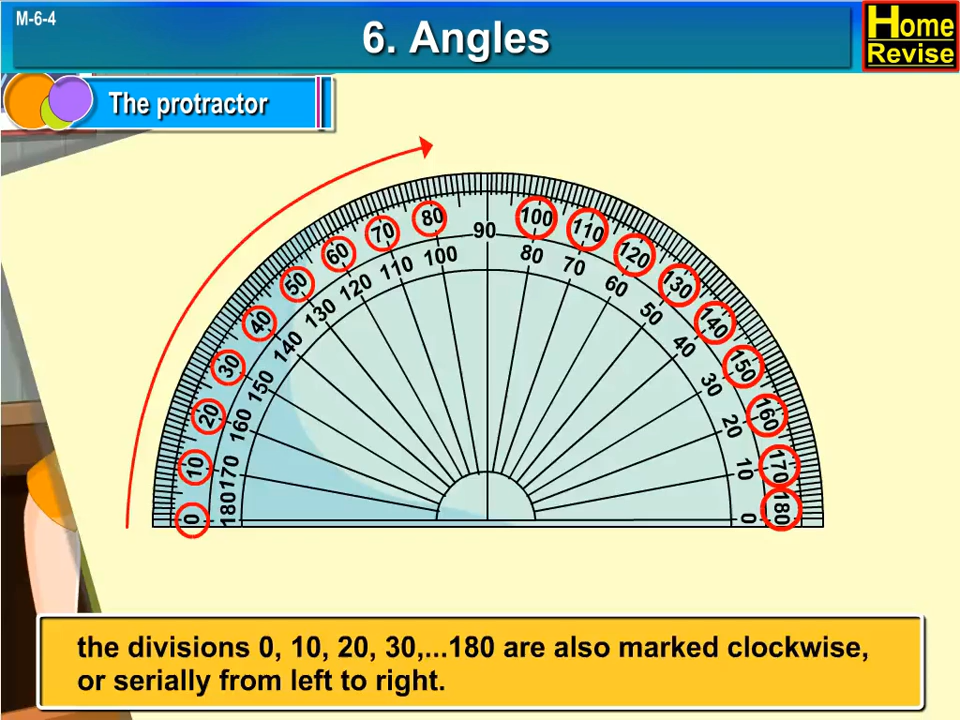 M-6-4
6. Angles
Home
Revise
The protractor
0 10 20 30 40 50 60 70 80 90 100 110 120 130 140 150 160 170 180
180 170 160 150 140 130 120 110 100 80 70 60 50 40 30 20 10 0
the divisions 0, 10, 20, 30,...180 are also marked clockwise,
or serially from left to right.